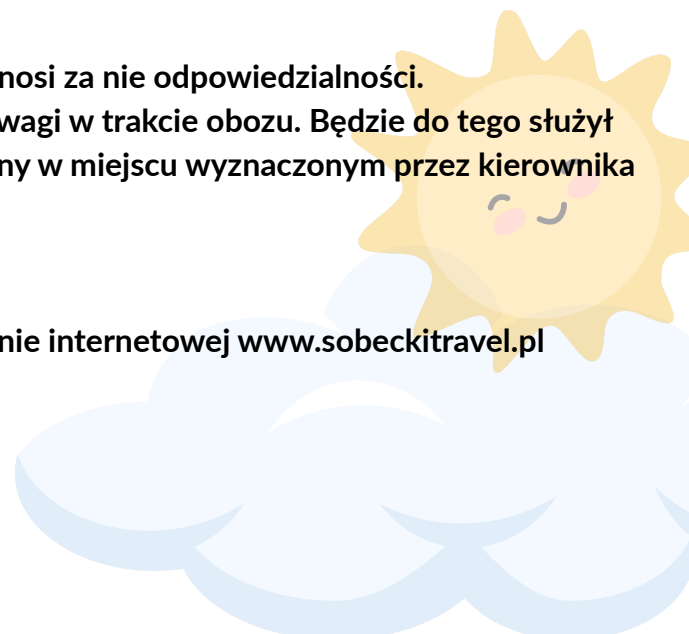 nosi za nie odpowiedzialności.
wagi w trakcie obozu. Będzie do tego służył
ny w miejscu wyznaczonym przez kierownika
nie internetowej www.sobeckitravel.pl